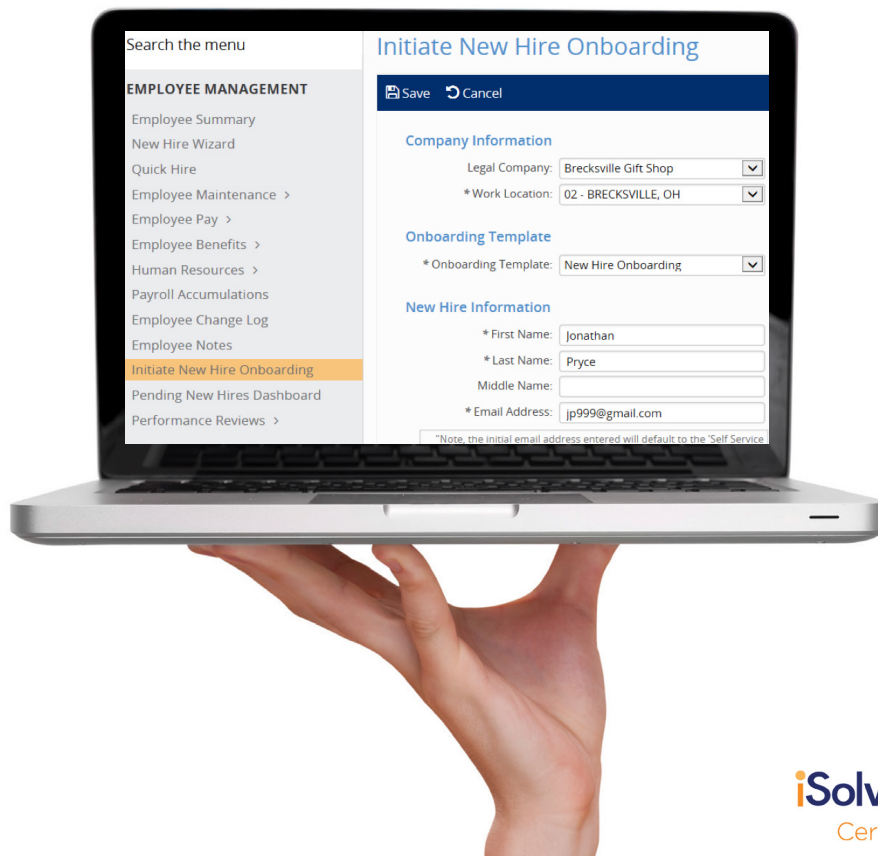 Search the menu
EMPLOYEE MANAGEMENT
Employee Summary
New Hire Wizard
Quick Hire
Employee Maintenance >
Employee Pay >
Employee Benefits >
Human Resources >
Payroll Accumulations
Employee Change Log
Employee Notes
Initiate New Hire Onboarding
Pending New Hires Dashboard
Performance Reviews >
Initiate New Hire Onboarding
Save Cancel
Company Information
Legal Company: Brecksville Gift Shop
* Work Location: 02 - BRECKSVILLE, OH
Onboarding Template
* Onboarding Template: New Hire Onboarding
New Hire Information
* First Name: Jonathan
* Last Name: Pryce
Middle Name:
* Email Address: jp999@gmail.com
"Note, the initial email address entered will default to the 'Self Service
iSolv
Cer